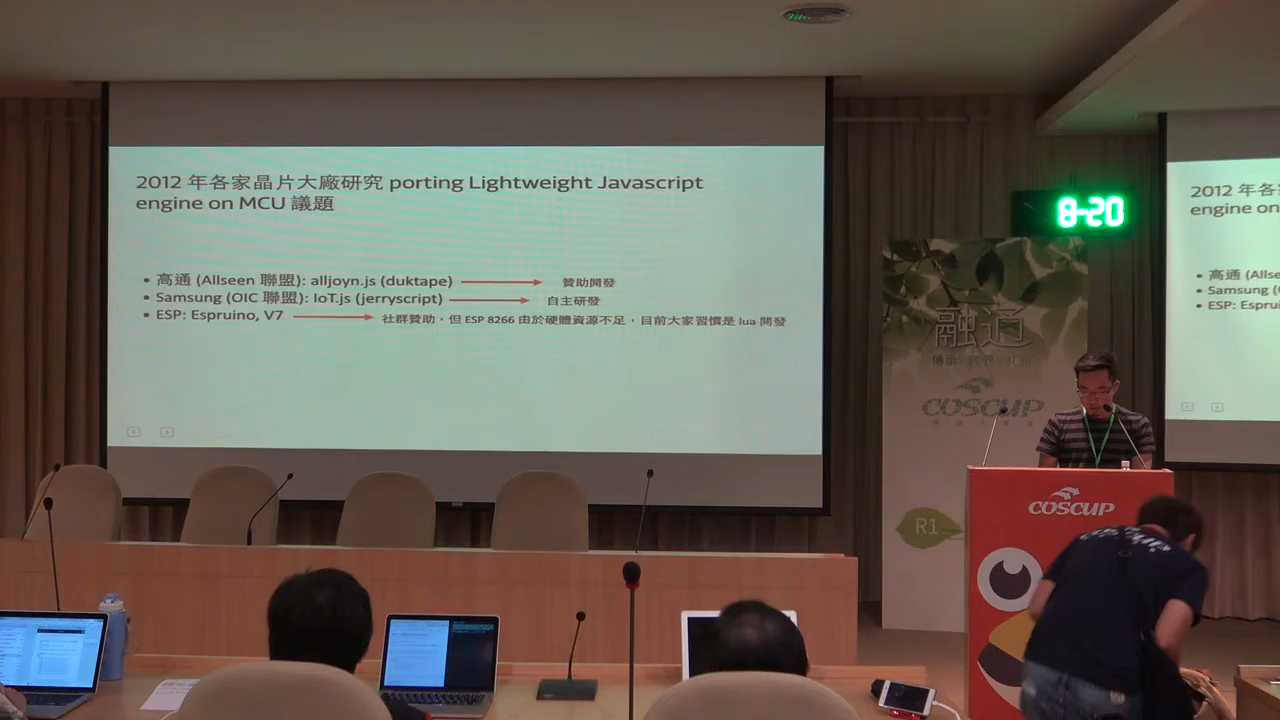 2012 年各家晶片大廠研究 porting Lightweight Javascript
engine on MCU 議題
• 高通 (Allseen 聯盟): alljoyn.js (duktape) 贊助開發
• Samsung (OIC 聯盟): IoT.js (jerryscript) 自主研發
• ESP: Espruino, V7 社群贊助，但 ESP 8266 由於硬體資源不足，目前大家習慣是 lua 開發
8-20
2012 年各
engine on
• 高通 (Allse
• Samsung (
• ESP: Esprui
融通
COSCUP
R1
COSCUP
COSCUP